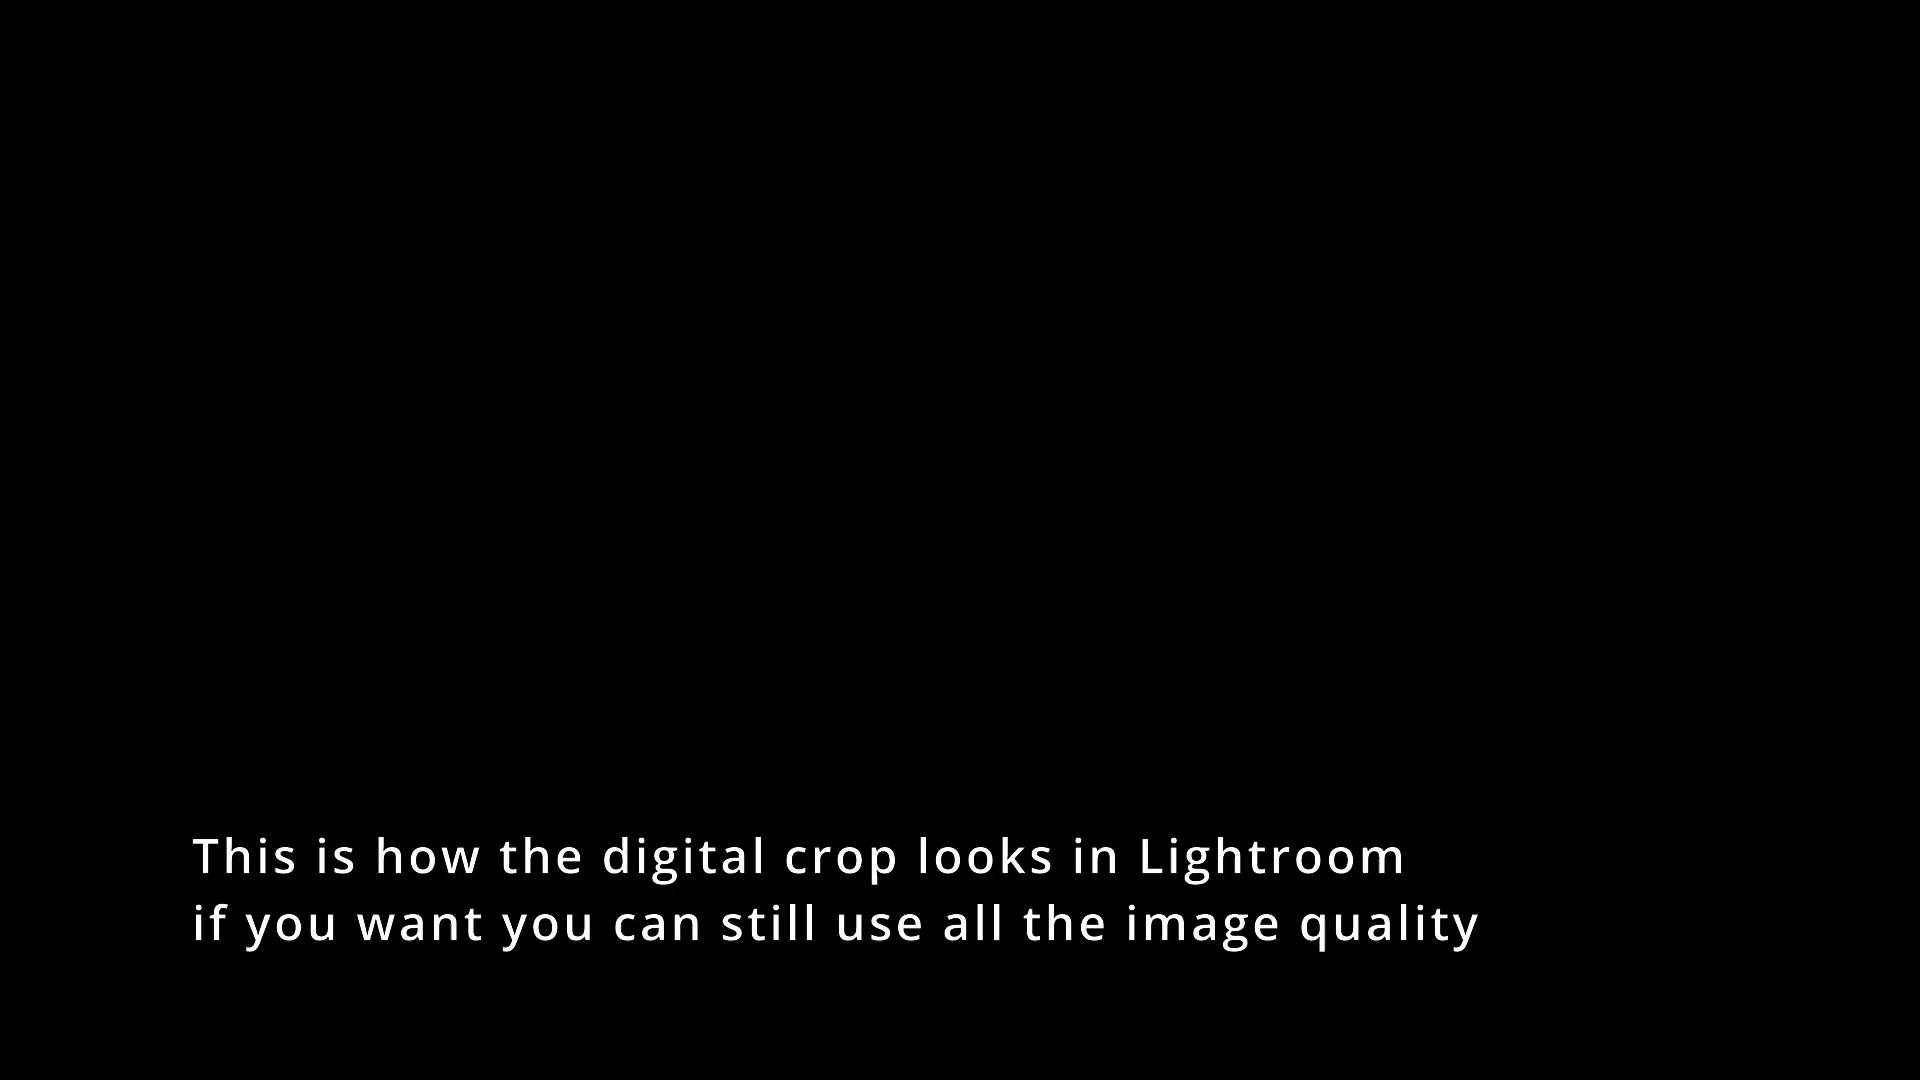 This is how the digital crop looks in Lightroom
if you want you can still use all the image quality